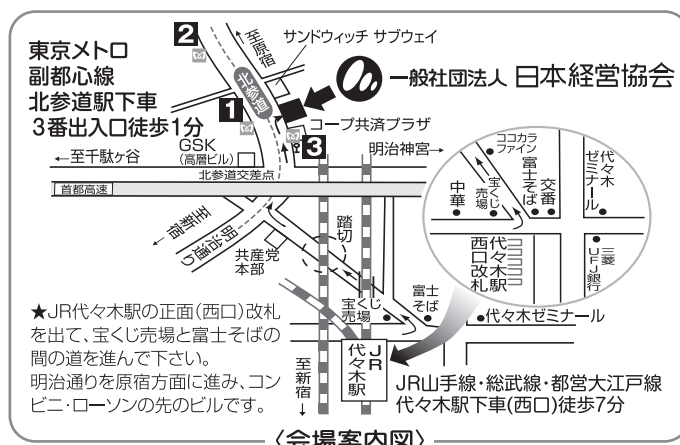 東京メトロ
副都心線
北参道駅下車
3番出入口徒歩1分
2
至原宿
サンドウィッチ サブウェイ
北参道
一般社団法人 日本経営協会
1
コープ共済プラザ
3
GSK
(高層ビル)
←至千駄ヶ谷
明治神宮→
北参道交差点
首都高速
至新宿
明治通り
共産党
本部
踏切
宝くじ
売場
富士
そば
代々木ゼミナール
JR
代々木駅
至新宿
ココカラ
ファイン
中華
宝くじ
売場
富士そば
交番
代々木
ゼミナール
代々木駅
西口改札
三菱
UFJ銀行
★JR代々木駅の正面(西口)改札
を出て、宝くじ売場と富士そばの
間の道を進んで下さい。
明治通りを原宿方面に進み、コン
ビニ・ローソンの先のビルです。
JR山手線・総武線・都営大江戸線
代々木駅下車(西口)徒歩7分
〈会場案内図〉